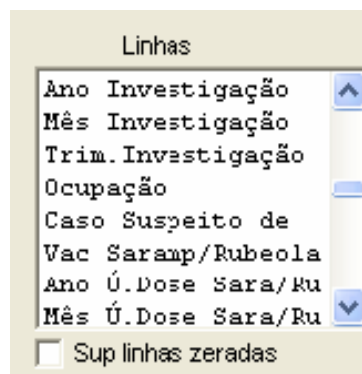 Linhas
Ano Investigação
Mês Investigação
Trim.Investigação
Ocupação
Caso Suspeito de
Vac Saramp/Rubeola
Ano Ú.Dose Sara/Ru
Mês Ú.Dose Sara/Ru
Sup linhas zeradas